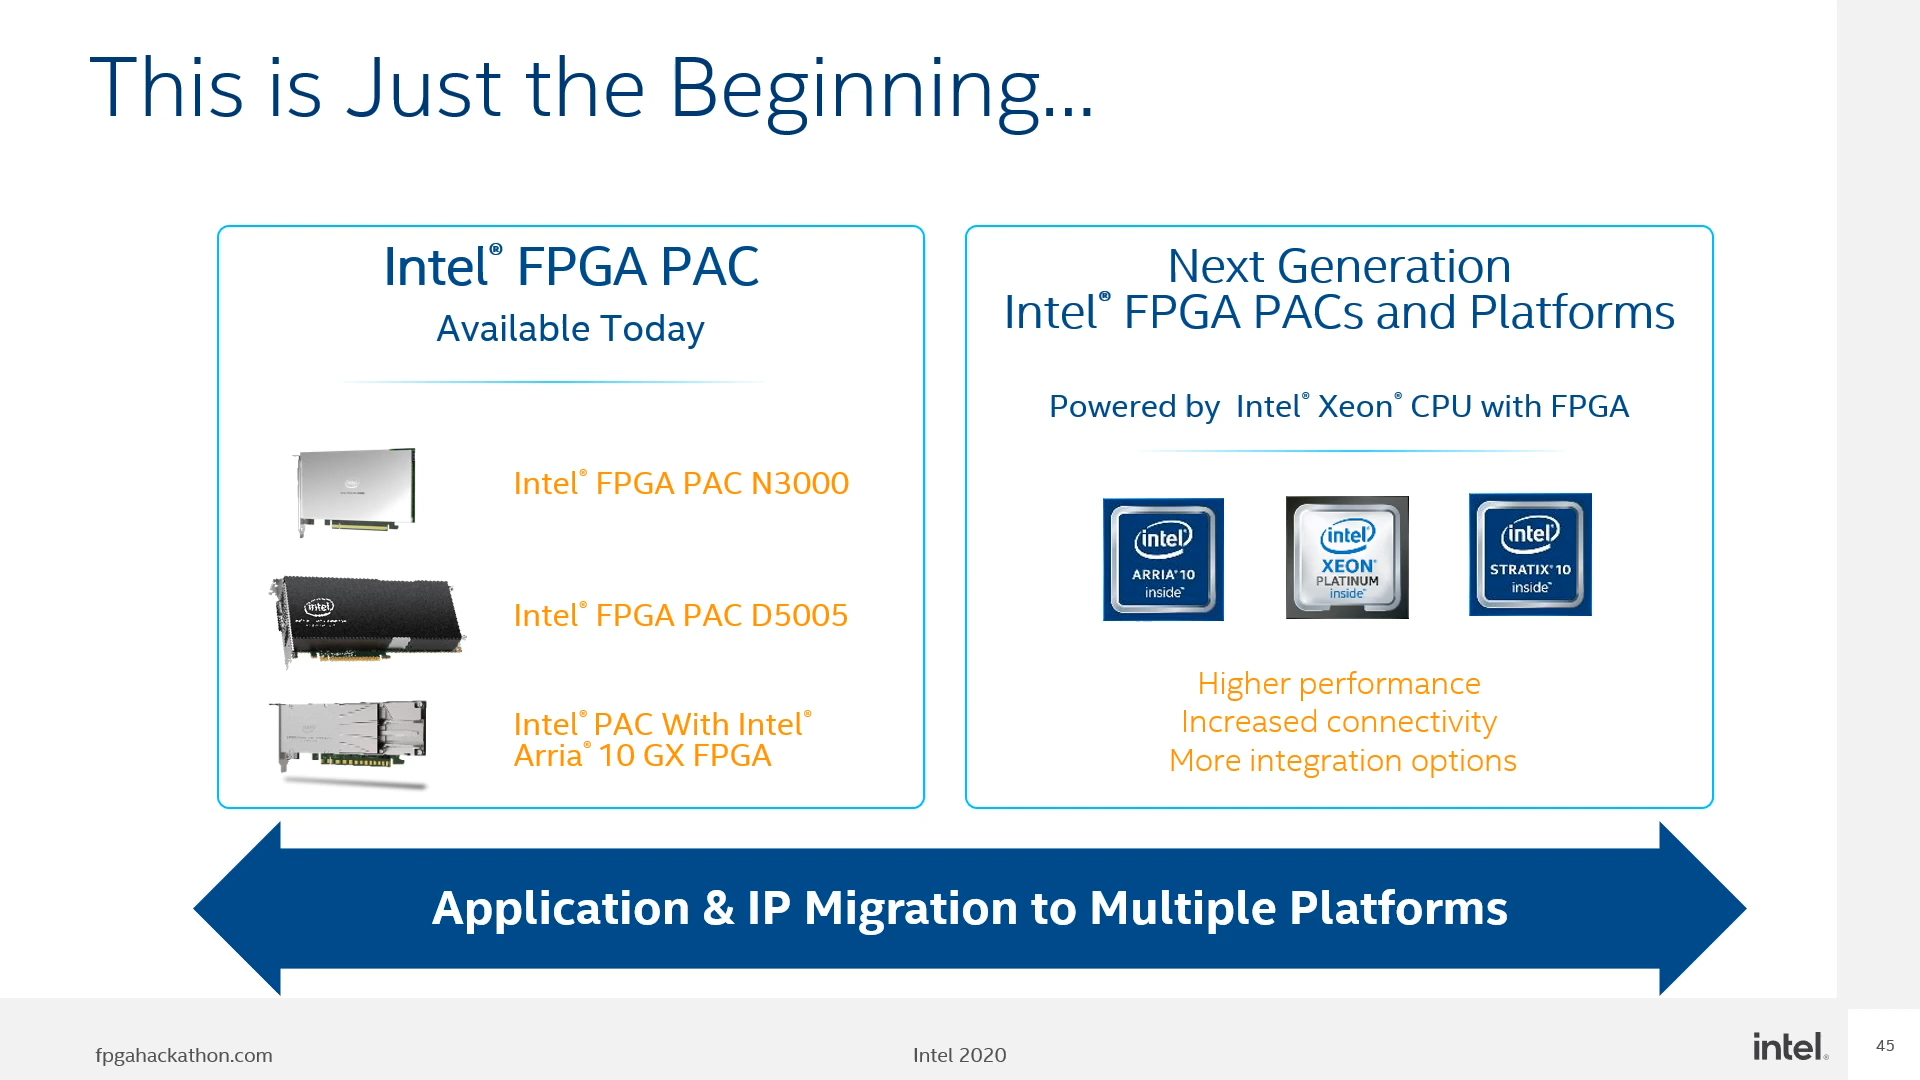 This is Just the Beginning...
Intel® FPGA PAC
Available Today
Intel® FPGA PAC N3000
intel
Intel® FPGA PAC D5005
Intel® PAC With Intel®
Arria® 10 GX FPGA
Next Generation
Intel® FPGA PACs and Platforms
Powered by Intel® Xeon® CPU with FPGA
intel®
ARRIA® 10
inside™
intel®
XEON®
PLATINUM
inside™
intel®
STRATIX® 10
inside™
Higher performance
Increased connectivity
More integration options
Application & IP Migration to Multiple Platforms
fpgahackathon.com
Intel 2020
intel®
45